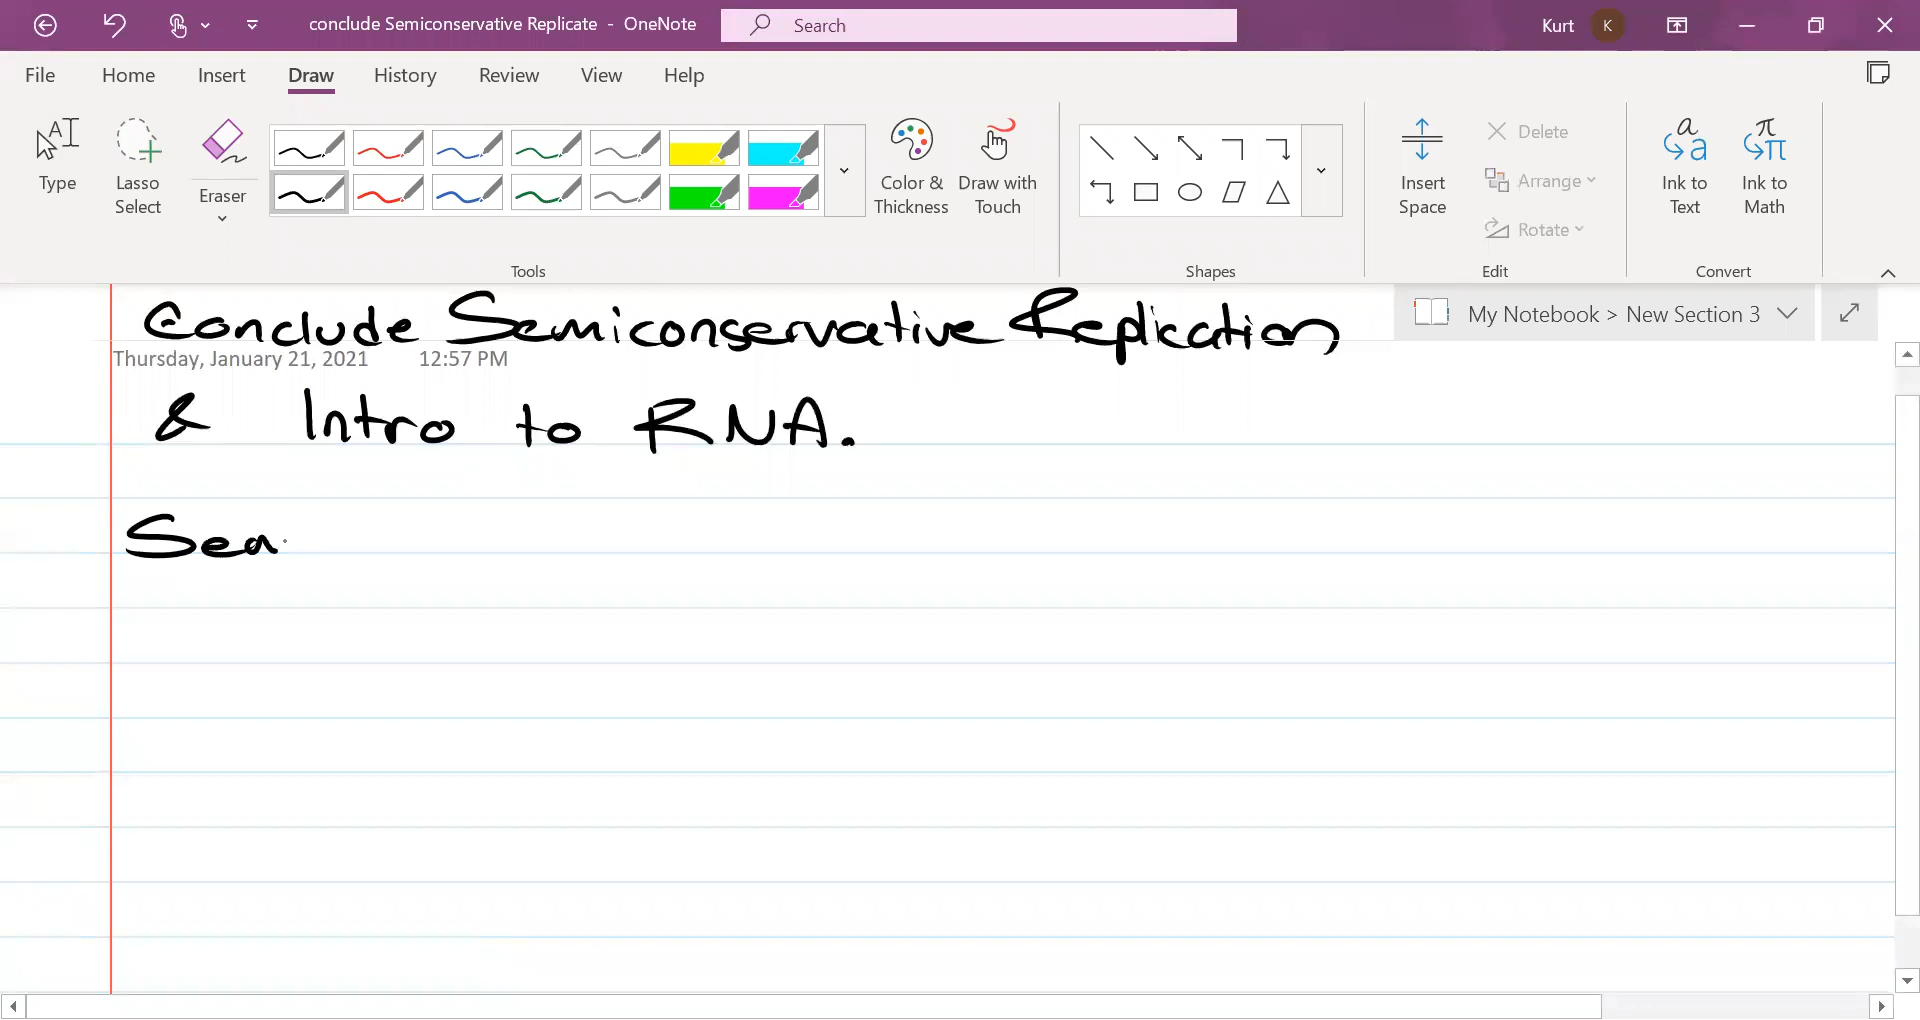 conclude Semiconservative Replicate - OneNote
Search
Kurt K
File Home Insert Draw History Review View Help
Type
Lasso Select
Eraser
Color & Thickness
Draw with Touch
Insert Space
Delete
Arrange
Rotate
Ink to Text
Ink to Math
Tools Shapes Edit Convert
Conclude Semiconservative Replication
My Notebook > New Section 3
Thursday, January 21, 2021 12:57 PM
& Intro to RNA.
Sea